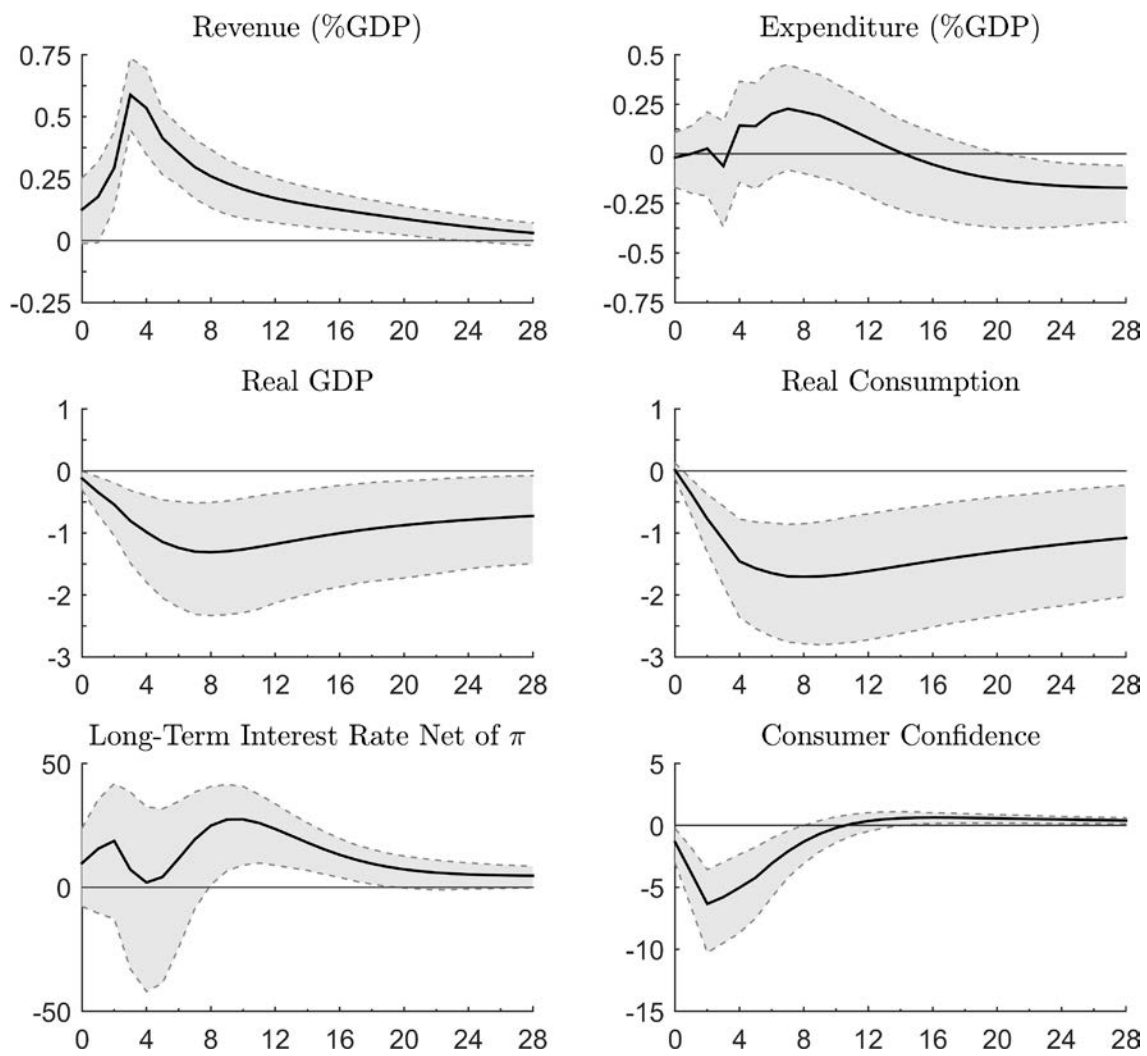 Revenue (%GDP)
0.75
0.5
0.25
0
-0.25
0 4 8 12 16 20 24 28
Expenditure (%GDP)
0.5
0.25
0
-0.25
-0.5
-0.75
0 4 8 12 16 20 24 28
Real GDP
1
0
-1
-2
-3
0 4 8 12 16 20 24 28
Real Consumption
1
0
-1
-2
-3
0 4 8 12 16 20 24 28
Long-Term Interest Rate Net of π
50
0
-50
0 4 8 12 16 20 24 28
Consumer Confidence
5
0
-5
-10
-15
0 4 8 12 16 20 24 28